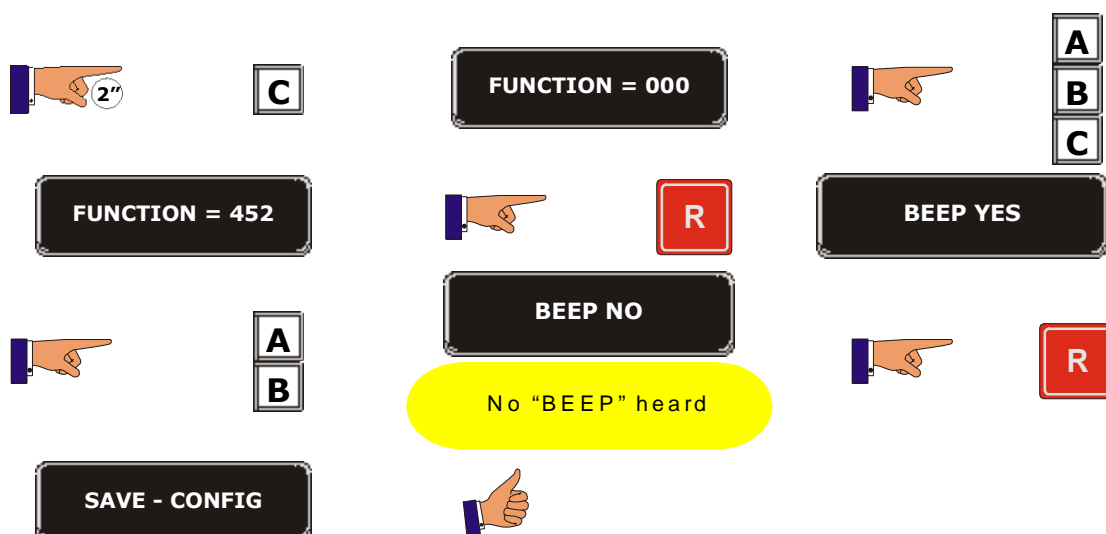 2”
C
FUNCTION = 000
A
B
C
FUNCTION = 452
R
BEEP YES
A
B
BEEP NO
No “BEEP” heard
R
SAVE - CONFIG